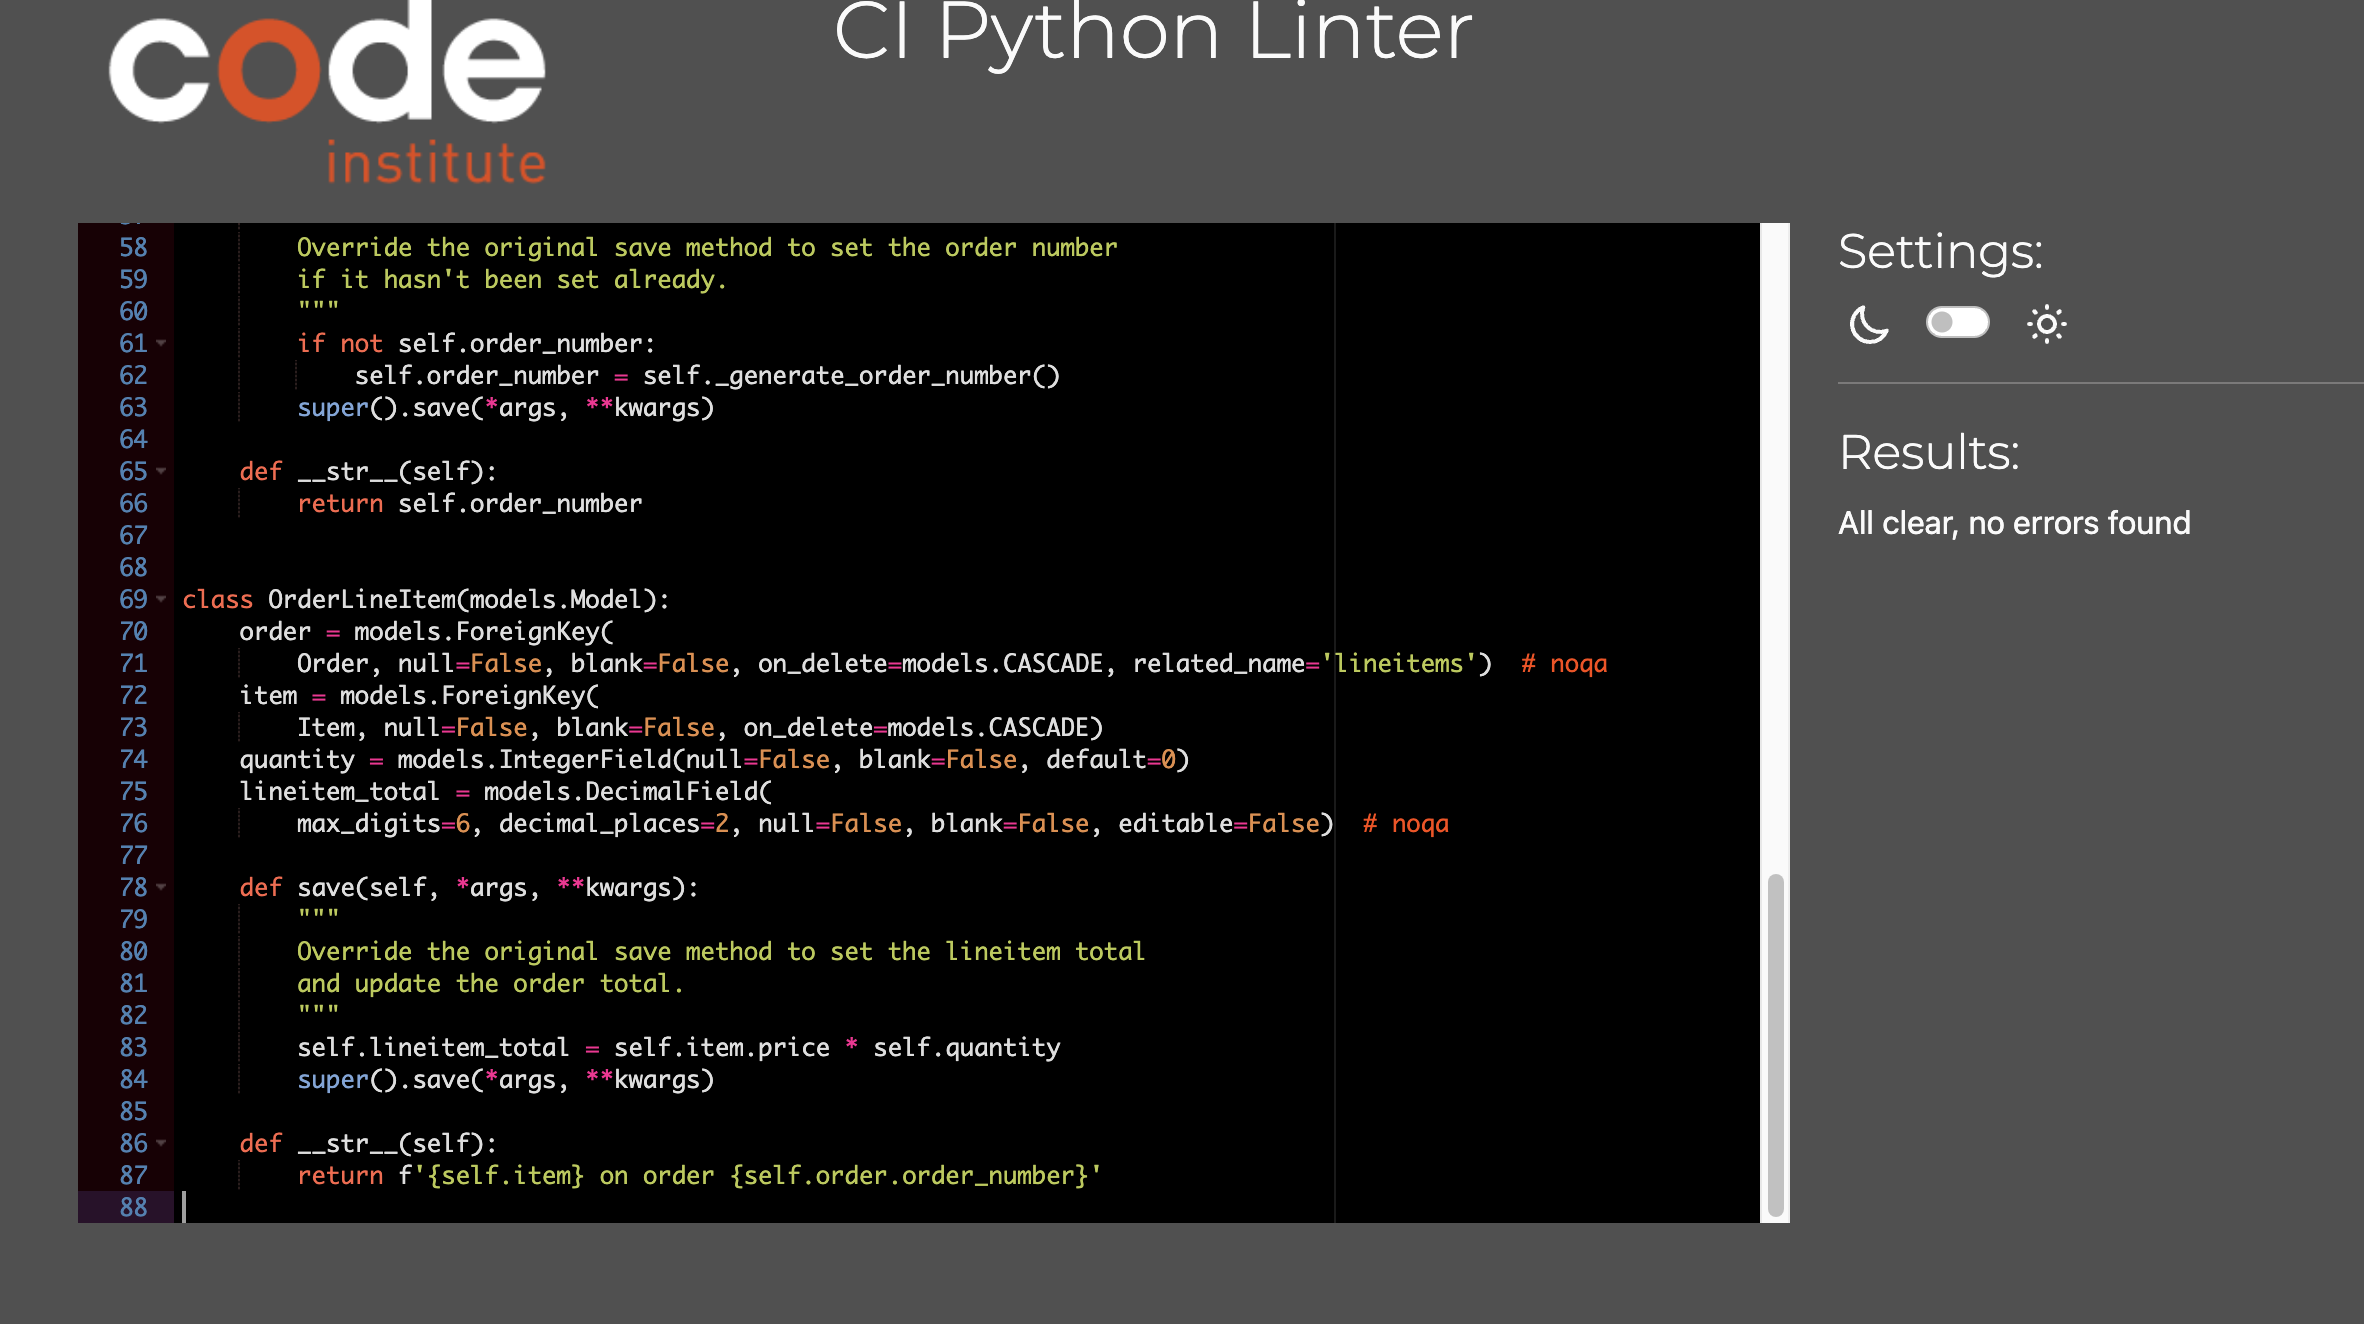 code
institute
CI Python Linter
58         Override the original save method to set the order number
59         if it hasn't been set already.
60         """
61         if not self.order_number:
62             self.order_number = self._generate_order_number()
63         super().save(*args, **kwargs)
64
65     def __str__(self):
66         return self.order_number
67
68
69 class OrderLineItem(models.Model):
70     order = models.ForeignKey(
71         Order, null=False, blank=False, on_delete=models.CASCADE, related_name='lineitems')  # noqa
72     item = models.ForeignKey(
73         Item, null=False, blank=False, on_delete=models.CASCADE)
74     quantity = models.IntegerField(null=False, blank=False, default=0)
75     lineitem_total = models.DecimalField(
76         max_digits=6, decimal_places=2, null=False, blank=False, editable=False)  # noqa
77
78     def save(self, *args, **kwargs):
79         """
80         Override the original save method to set the lineitem total
81         and update the order total.
82         """
83         self.lineitem_total = self.item.price * self.quantity
84         super().save(*args, **kwargs)
85
86     def __str__(self):
87         return f'{self.item} on order {self.order.order_number}'
88
Settings:
Results:
All clear, no errors found